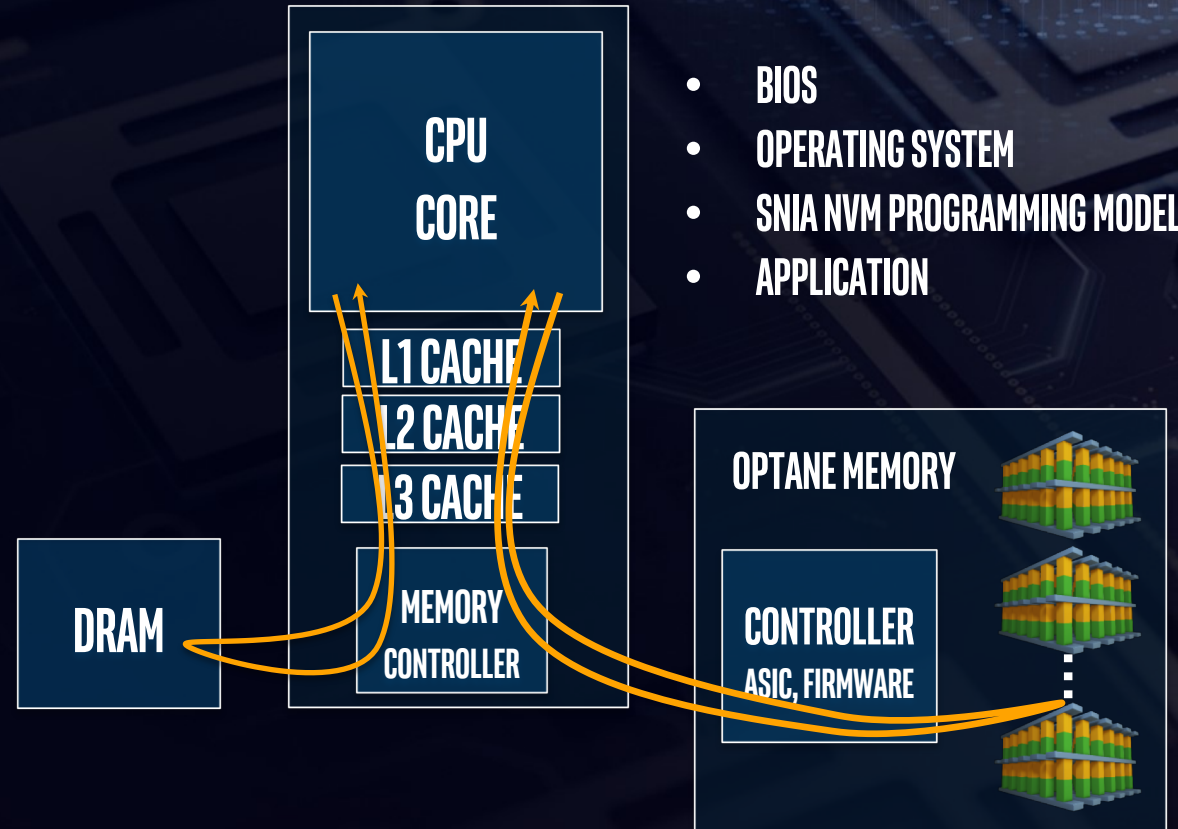 CPU
CORE
L1 CACHE
L2 CACHE
L3 CACHE
MEMORY
CONTROLLER
DRAM
• BIOS
• OPERATING SYSTEM
• SNIA NVM PROGRAMMING MODEL
• APPLICATION
OPTANE MEMORY
CONTROLLER
ASIC, FIRMWARE